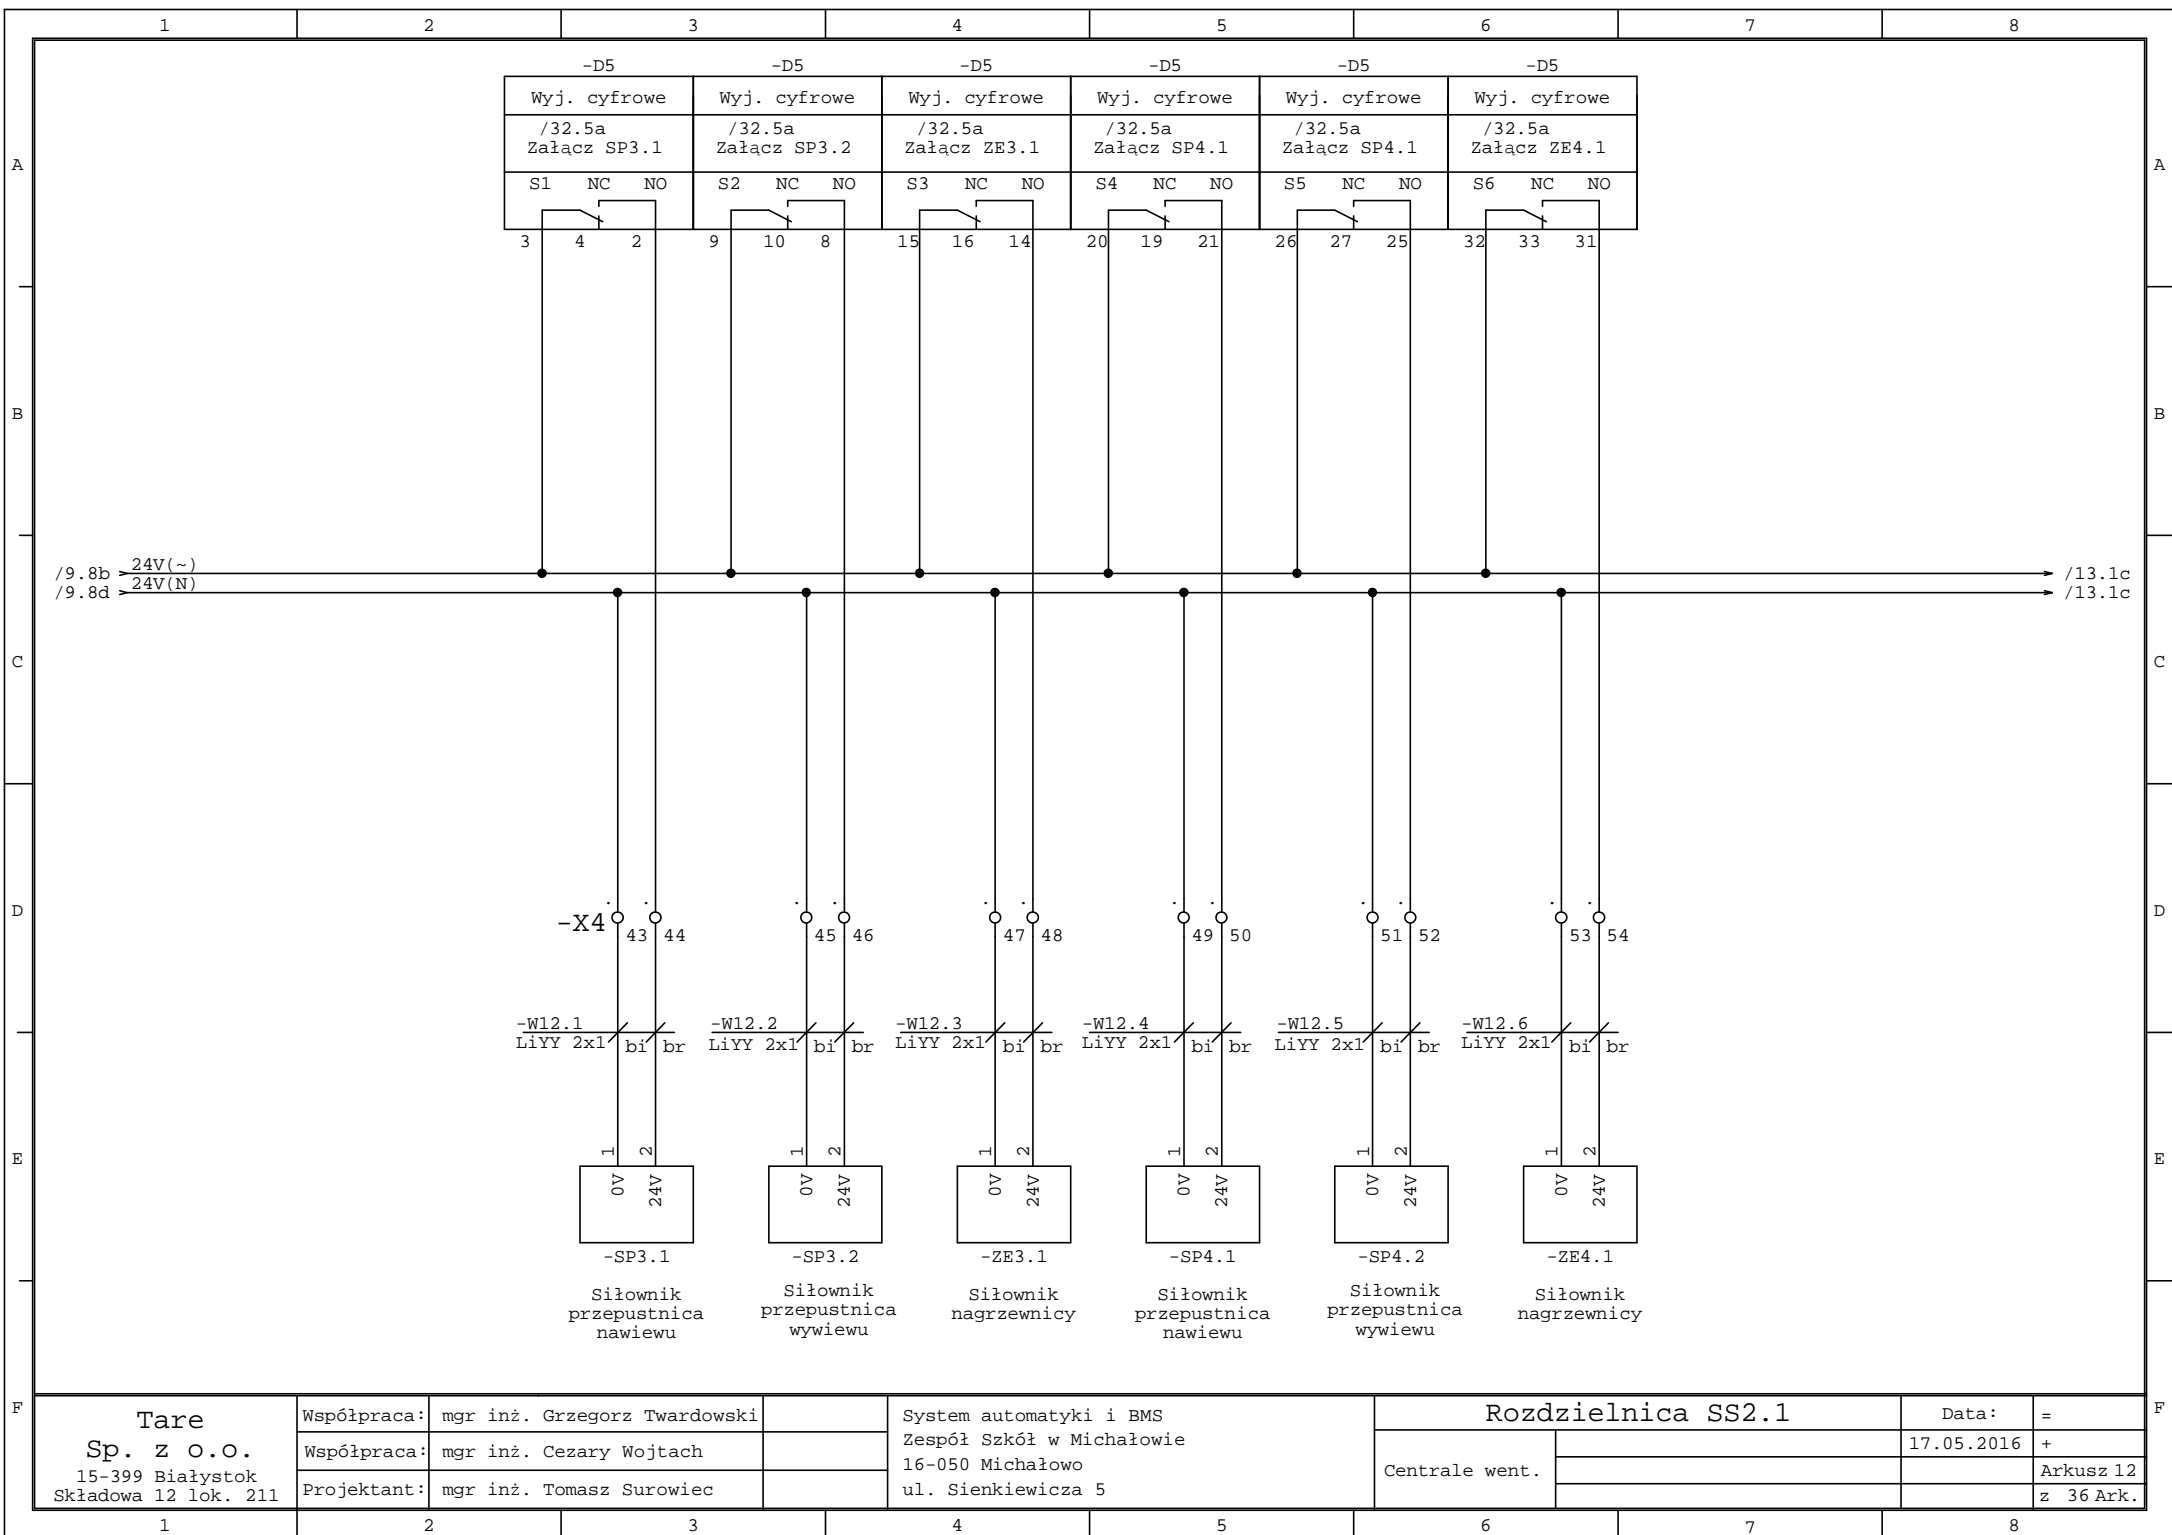 1 2 3 4 5 6 7 8
-D5 -D5 -D5 -D5 -D5 -D5
Wyj. cyfrowe Wyj. cyfrowe Wyj. cyfrowe Wyj. cyfrowe Wyj. cyfrowe Wyj. cyfrowe
/32.5a /32.5a /32.5a /32.5a /32.5a /32.5a
Załącz SP3.1 Załącz SP3.2 Załącz ZE3.1 Załącz SP4.1 Załącz SP4.1 Załącz ZE4.1
A A
S1 NC NO S2 NC NO S3 NC NO S4 NC NO S5 NC NO S6 NC NO
3 4 2 9 10 8 15 16 14 20 19 21 26 27 25 32 33 31
B B
/9.8b 24V(~) /13.1c
/9.8d 24V(N) /13.1c
C C
D D
-X4 43 44 45 46 47 48 49 50 51 52 53 54
-W12.1 -W12.2 -W12.3 -W12.4 -W12.5 -W12.6
LiYY 2x1 bi br LiYY 2x1 bi br LiYY 2x1 bi br LiYY 2x1 bi br LiYY 2x1 bi br LiYY 2x1 bi br
1 2 1 2 1 2 1 2 1 2 1 2
E E
0V 24V 0V 24V 0V 24V 0V 24V 0V 24V 0V 24V
-SP3.1 -SP3.2 -ZE3.1 -SP4.1 -SP4.2 -ZE4.1
Siłownik Siłownik Siłownik Siłownik Siłownik Siłownik
przepustnica przepustnica nagrzewnicy przepustnica przepustnica nagrzewnicy
nawiewu wywiewu nawiewu wywiewu
F F
Tare
Sp. z o.o.
15-399 Białystok
Składowa 12 lok. 211
Współpraca: mgr inż. Grzegorz Twardowski
Współpraca: mgr inż. Cezary Wojtach
Projektant: mgr inż. Tomasz Surowiec
System automatyki i BMS
Zespół Szkół w Michałowie
16-050 Michałowo
ul. Sienkiewicza 5
Rozdzielnica SS2.1
Centrale went.
Data: =
17.05.2016 +
Arkusz 12
z 36 Ark.
1 2 3 4 5 6 7 8